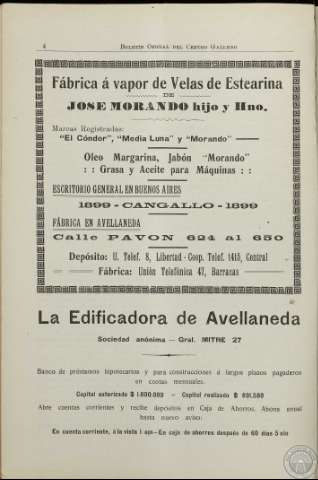 4 BOLETÍN OFICIAL DEL CENTRO GALLEGO
Fábrica á vapor de Velas de Estearina
DE
JOSE MORANDO hijo y Hno.
Marcas Registradas:
"El Cóndor", "Media Luna" y "Morando"
Oleo Margarina, Jabón "Morando"
: : Grasa y Aceite para Máquinas : :
ESCRITORIO GENERAL EN BUENOS AIRES
1899 - CANGALLO - 1899
FÁBRICA EN AVELLANEDA
Calle PAVON 624 al 650
Depósito: U. Telef. 8, Libertad - Coop. Telef. 1413, Central
Fábrica: Unión Telefónica 47, Barracas
La Edificadora de Avellaneda
Sociedad anónima — Gral. MITRE 27
Banco de préstamos hipotecarios y para construcciones á largos plazos pagaderos
en cuotas mensuales.
Capital autorizado $ 1.000.000 - Capital realizado $
Abre cuentas corrientes y recibe depósitos en Caja de Ahorros. Abona anual
hasta nuevo aviso:
En cuenta corriente, á la vista 1 o/o - En caja de ahorros después de 60 días 5 o/o